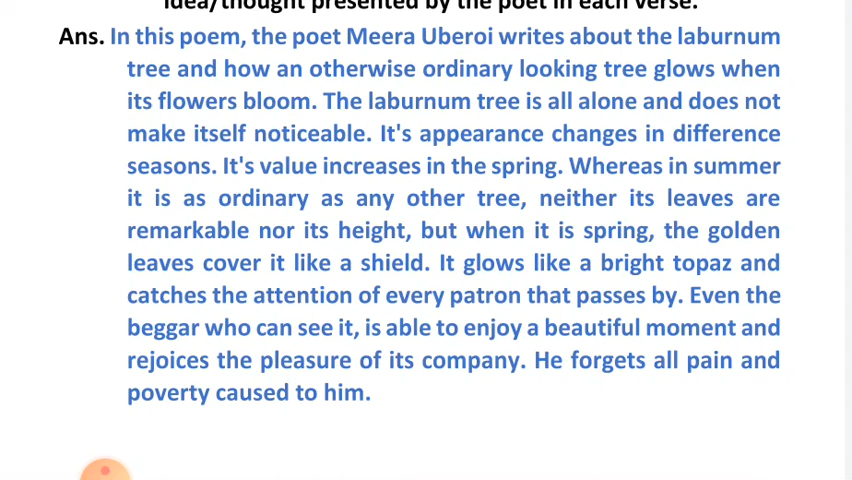 idea/thought presented by the poet in each verse.
Ans. In this poem, the poet Meera Uberoi writes about the laburnum
tree and how an otherwise ordinary looking tree glows when
its flowers bloom. The laburnum tree is all alone and does not
make itself noticeable. It's appearance changes in difference
seasons. It's value increases in the spring. Whereas in summer
it is as ordinary as any other tree, neither its leaves are
remarkable nor its height, but when it is spring, the golden
leaves cover it like a shield. It glows like a bright topaz and
catches the attention of every patron that passes by. Even the
beggar who can see it, is able to enjoy a beautiful moment and
rejoices the pleasure of its company. He forgets all pain and
poverty caused to him.